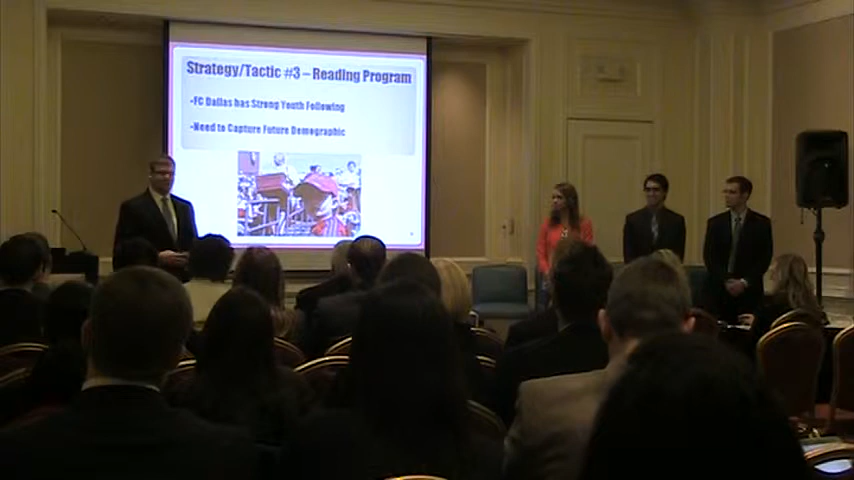 Strategy/Tactic #3 – Reading Program
-FC Dallas has Strong Youth Following
-Need to Capture Future Demographic